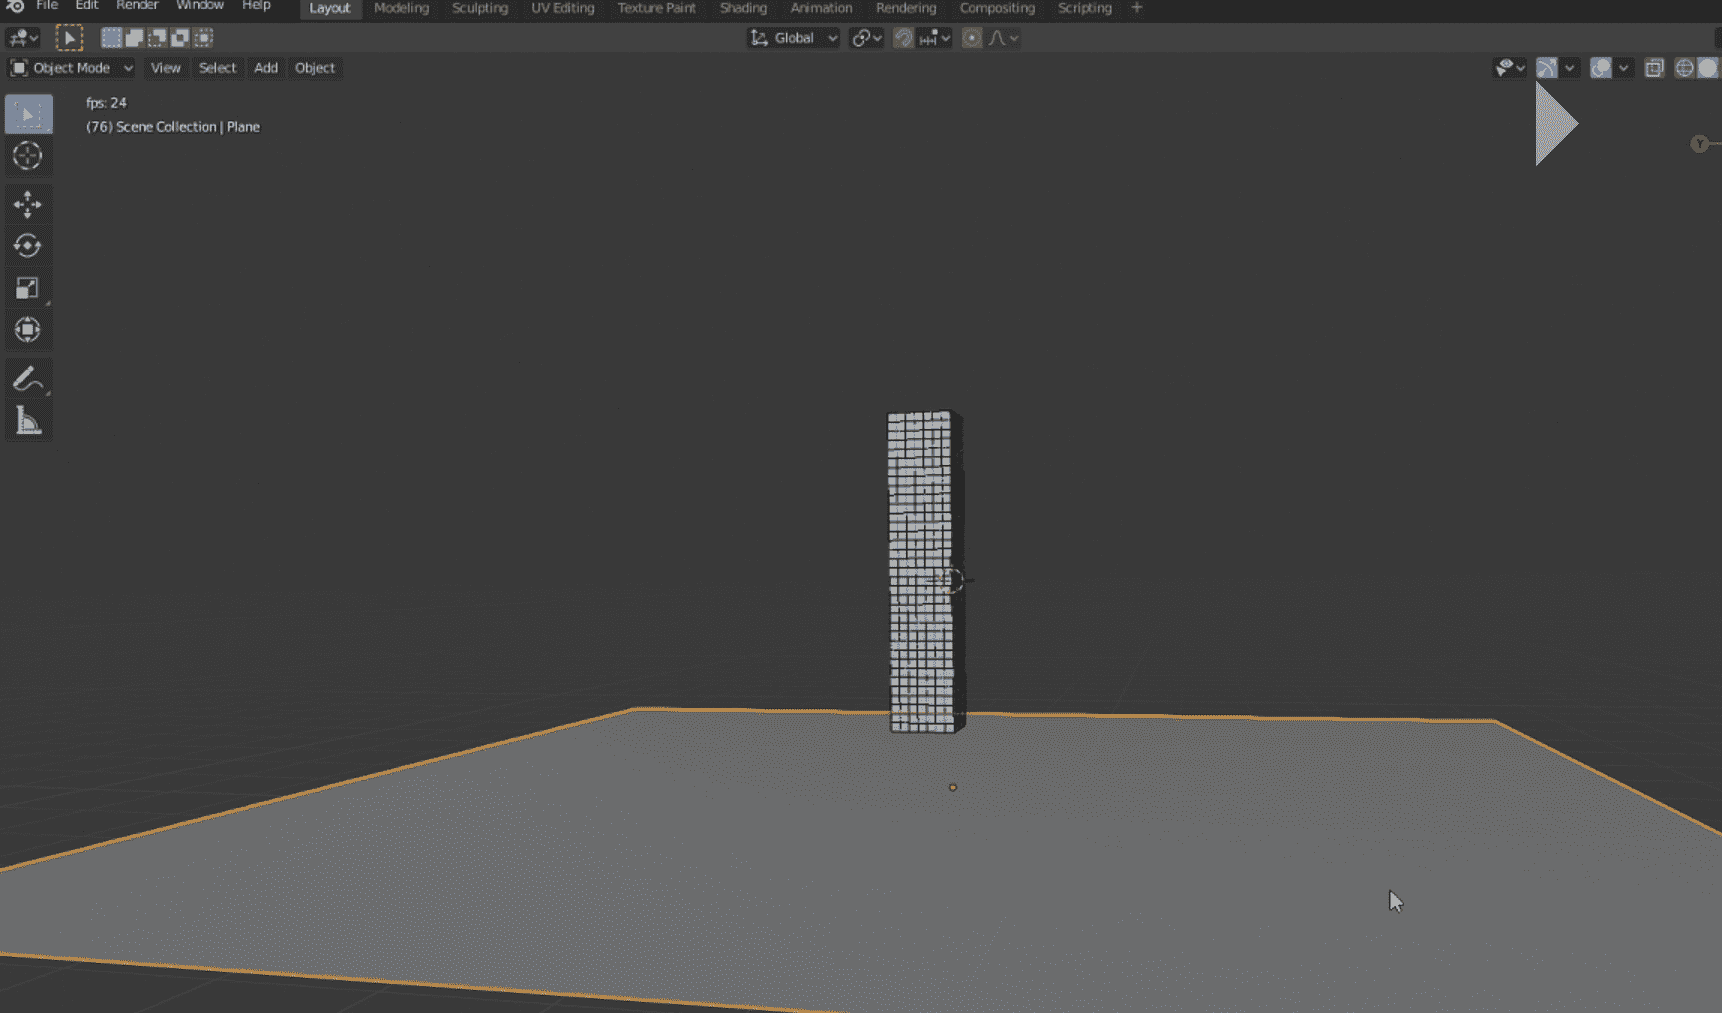 File Edit Render Window Help Layout Modeling Sculpting UV Editing Texture Paint Shading Animation Rendering Compositing Scripting +
Global
Object Mode View Select Add Object
fps: 24
(76) Scene Collection | Plane
Y